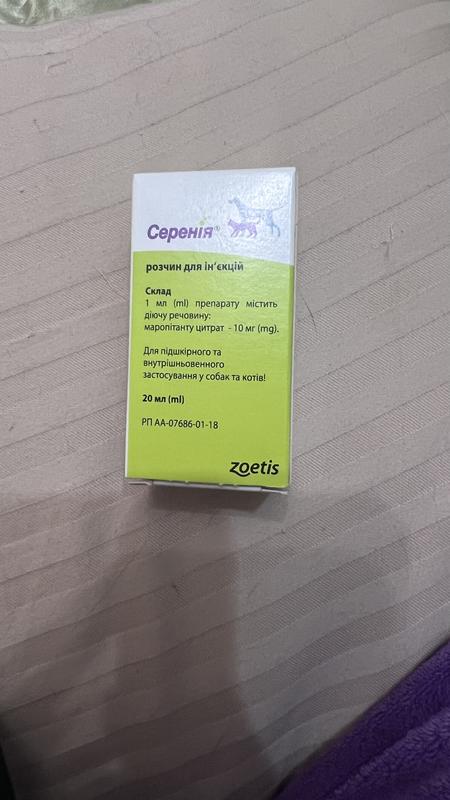 Серенія®
розчин для ін'єкцій
Склад
1 мл (ml) препарату містить
діючу речовину:
маропітанту цитрат - 10 мг (mg).
Для підшкірного та
внутрішньовенного
застосування у собак та котів!
20 мл (ml)
РП АА-07686-01-18
zoetis